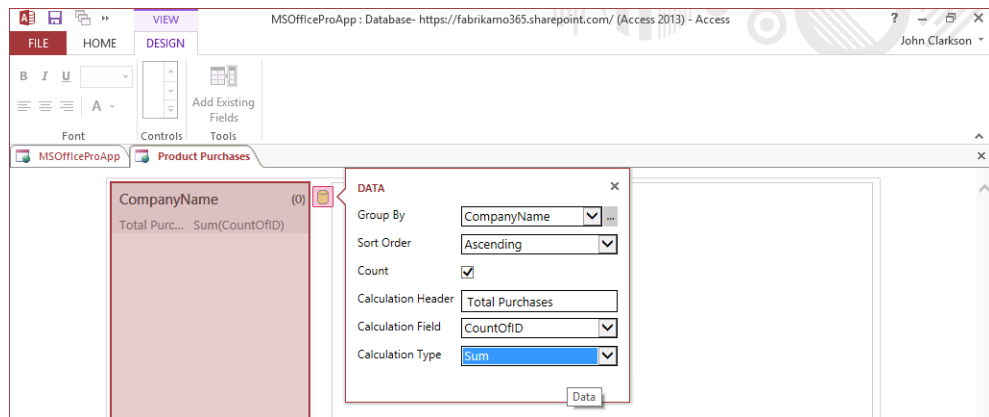 VIEW MSOffIceProApp : Database- https://fabrikamo365.sharepoint.com/ (Access 2013) - Access ?
FILE HOME DESIGN John Clarkson
B I U
A
Add Existing
Fields
Font Controls Tools
MSOffIceProApp Product Purchases
CompanyName (0)
Total Purc... Sum(CountOfID)
DATA
Group By CompanyName ...
Sort Order Ascending
Count
Calculation Header Total Purchases
Calculation Field CountOfID
Calculation Type Sum
Data